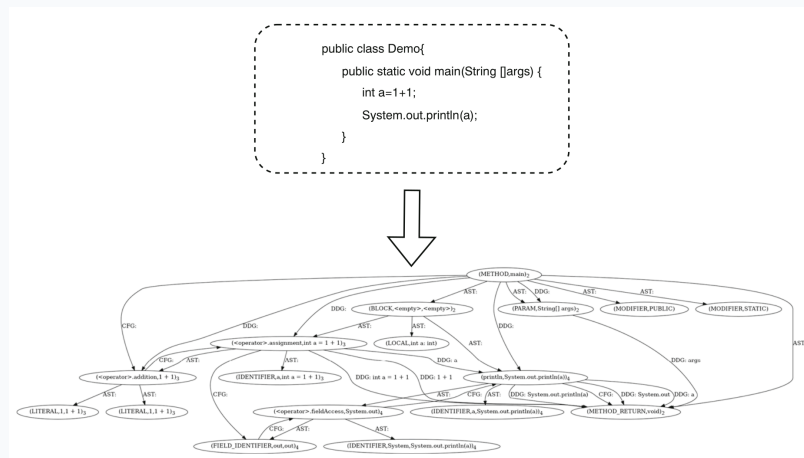 public class Demo{
public static void main(String []args) {
int a=1+1;
System.out.println(a);
}
}
(METHOD,main)2
AST:
AST:
DDG:
AST:
AST:
(BLOCK,<empty>,<empty>)2
(PARAM,String[] args)2
(MODIFIER,PUBLIC)
(MODIFIER,STATIC)
DDG:
CFG:
DDG:
DDG:
AST:
AST:
AST:
AST
(<operator>.assignment,int a = 1 + 1)3
(LOCAL,int a: int)
CFG:
AST:
AST:
DDG: a
DDG: args
(<operator>.addition,1 + 1)3
(IDENTIFIER,a,int a = 1 + 1)3
DDG: int a = 1 + 1
DDG: 1 + 1
(println,System.out.println(a))4
AST:
AST:
CFG:
AST:
CFG:
AST:
DDG: System.out.println(a)
CFG:
DDG: System.out
DDG: a
(LITERAL,1,1 + 1)3
(LITERAL,1,1 + 1)3
(<operator>.fieldAccess,System.out)4
(IDENTIFIER,a,System.out.println(a))4
(METHOD_RETURN,void)2
CFG:
AST:
AST:
(FIELD_IDENTIFIER,out,out)4
(IDENTIFIER,System,System.out.println(a))4